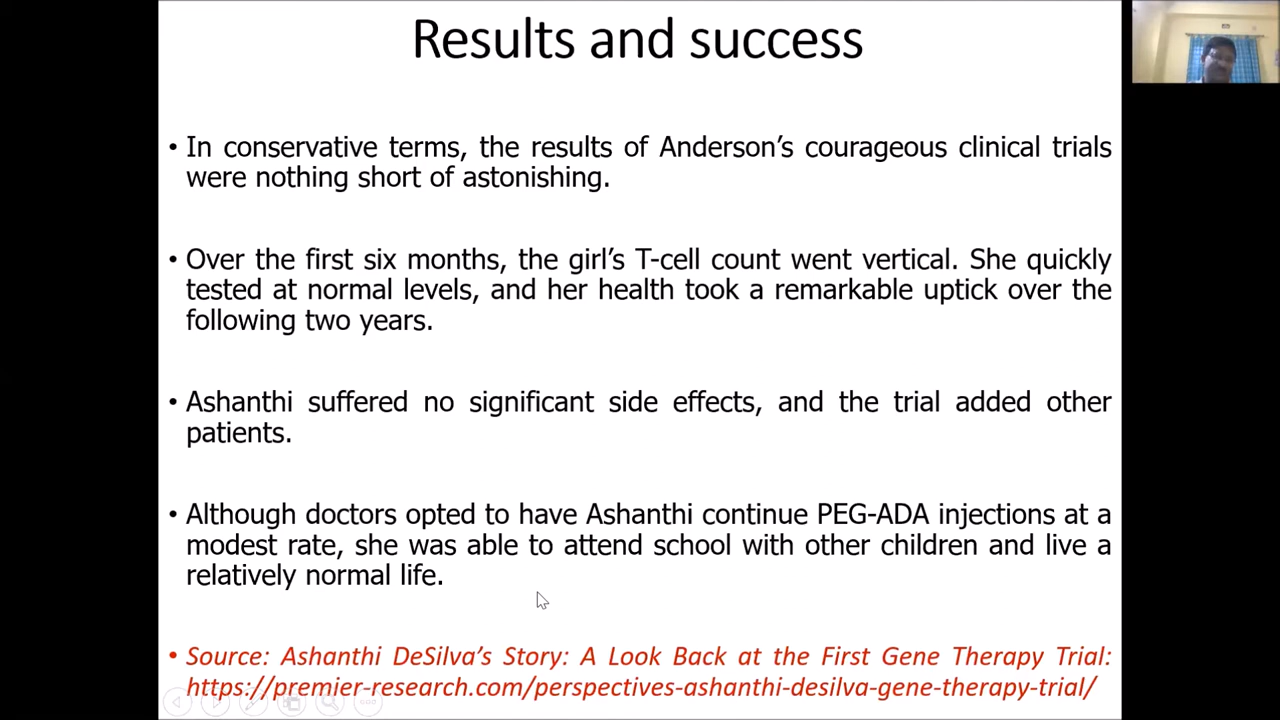 Results and success
• In conservative terms, the results of Anderson’s courageous clinical trials
were nothing short of astonishing.
• Over the first six months, the girl’s T-cell count went vertical. She quickly
tested at normal levels, and her health took a remarkable uptick over the
following two years.
• Ashanthi suffered no significant side effects, and the trial added other
patients.
• Although doctors opted to have Ashanthi continue PEG-ADA injections at a
modest rate, she was able to attend school with other children and live a
relatively normal life.
• Source: Ashanthi DeSilva’s Story: A Look Back at the First Gene Therapy Trial:
https://premier-research.com/perspectives-ashanthi-desilva-gene-therapy-trial/